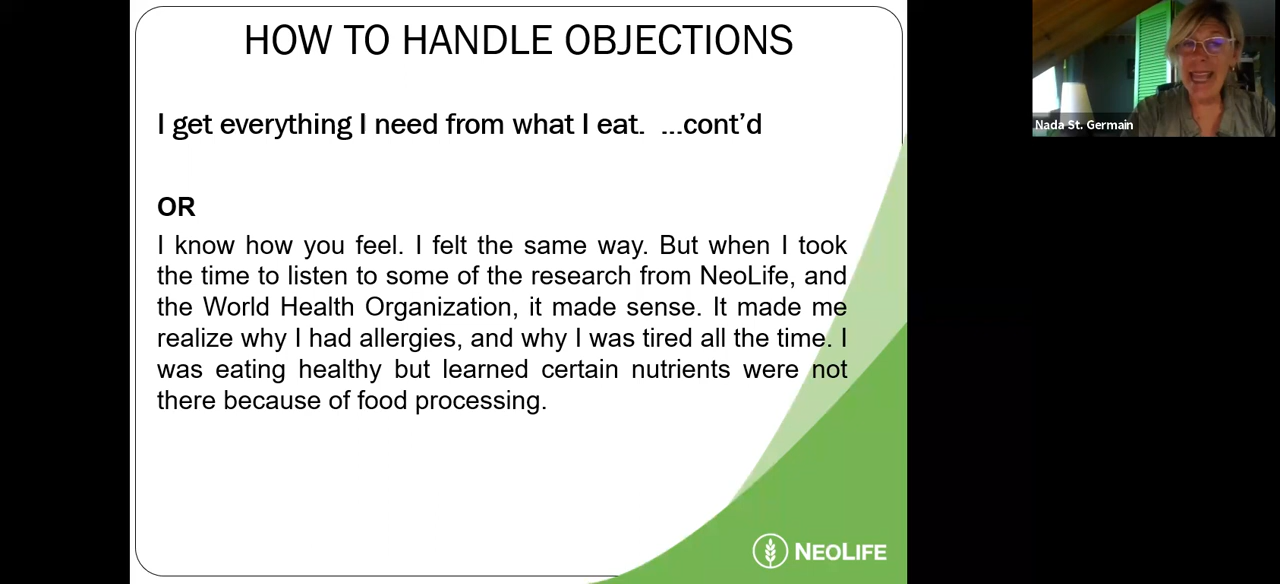 HOW TO HANDLE OBJECTIONS
I get everything I need from what I eat. ...cont’d
OR
I know how you feel. I felt the same way. But when I took
the time to listen to some of the research from NeoLife, and
the World Health Organization, it made sense. It made me
realize why I had allergies, and why I was tired all the time. I
was eating healthy but learned certain nutrients were not
there because of food processing.
NEOLIFE
Nada St. Germain